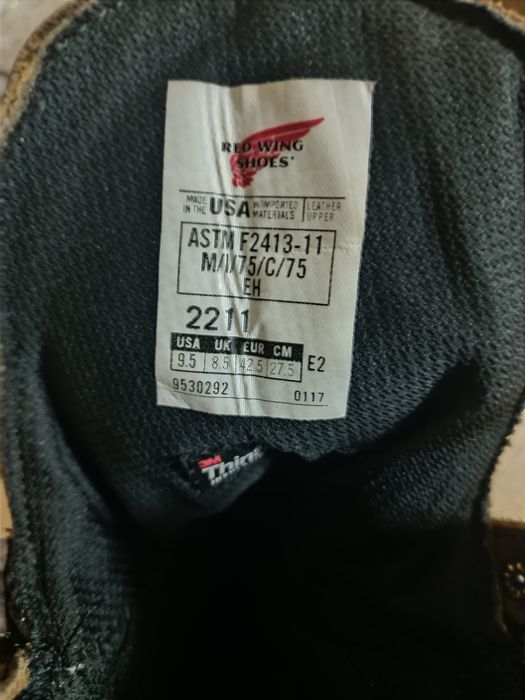 RED WING
SHOES®
MADE IN THE USA W/IMPORTED MATERIALS LEATHER UPPER
ASTM F2413-11
M/I/75/C/75
EH
2211
USA UK EUR CM
9.5 8.5 42.5 27.5 E2
9530292 0117
3M